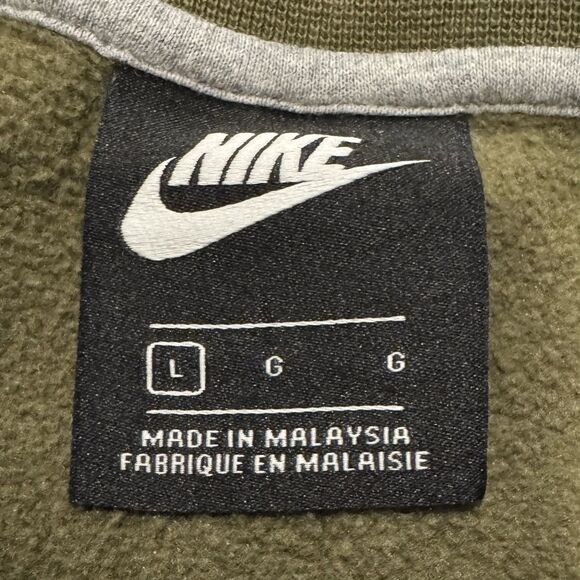 NIKE
L G G
MADE IN MALAYSIA
FABRIQUE EN MALAISIE